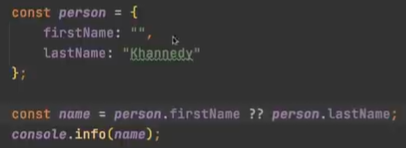 const person = {
    firstName: "",
    lastName: "Khannedy"
};

const name = person.firstName ?? person.lastName;
console.info(name);